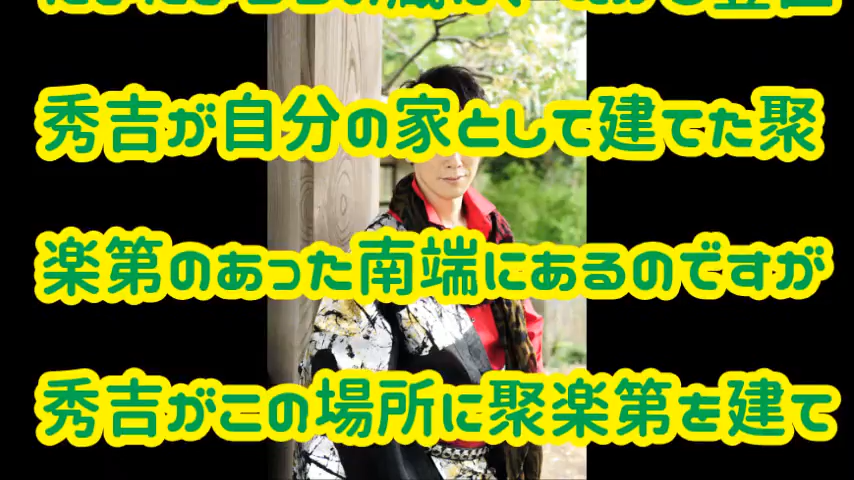 秀吉が自分の家として建てた聚
楽第のあった南端にあるのですが
秀吉がこの場所に聚楽第を建て